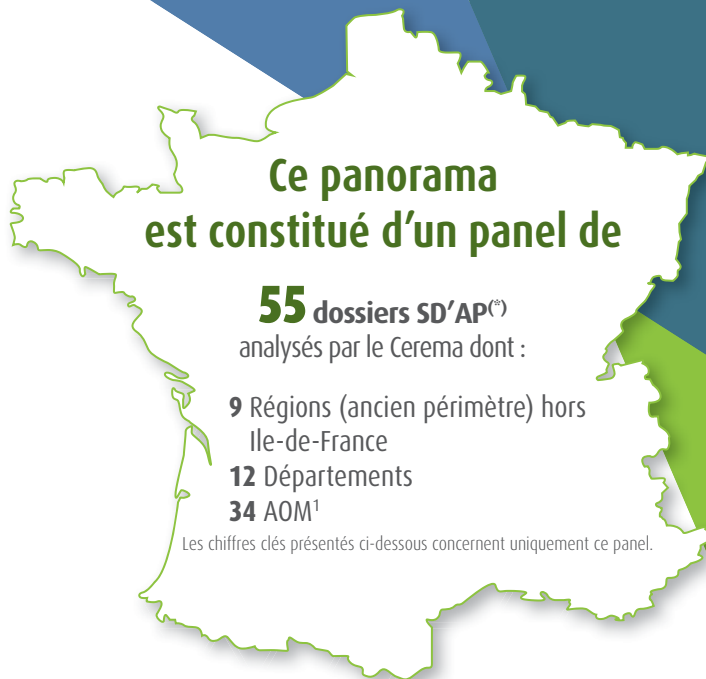 Ce panorama
est constitué d'un panel de
55 dossiers SD'AP(*)
analysés par le Cerema dont :
9 Régions (ancien périmètre) hors
Ile-de-France
12 Départements
34 AOM1
Les chiffres clés présentés ci-dessous concernent uniquement ce panel.